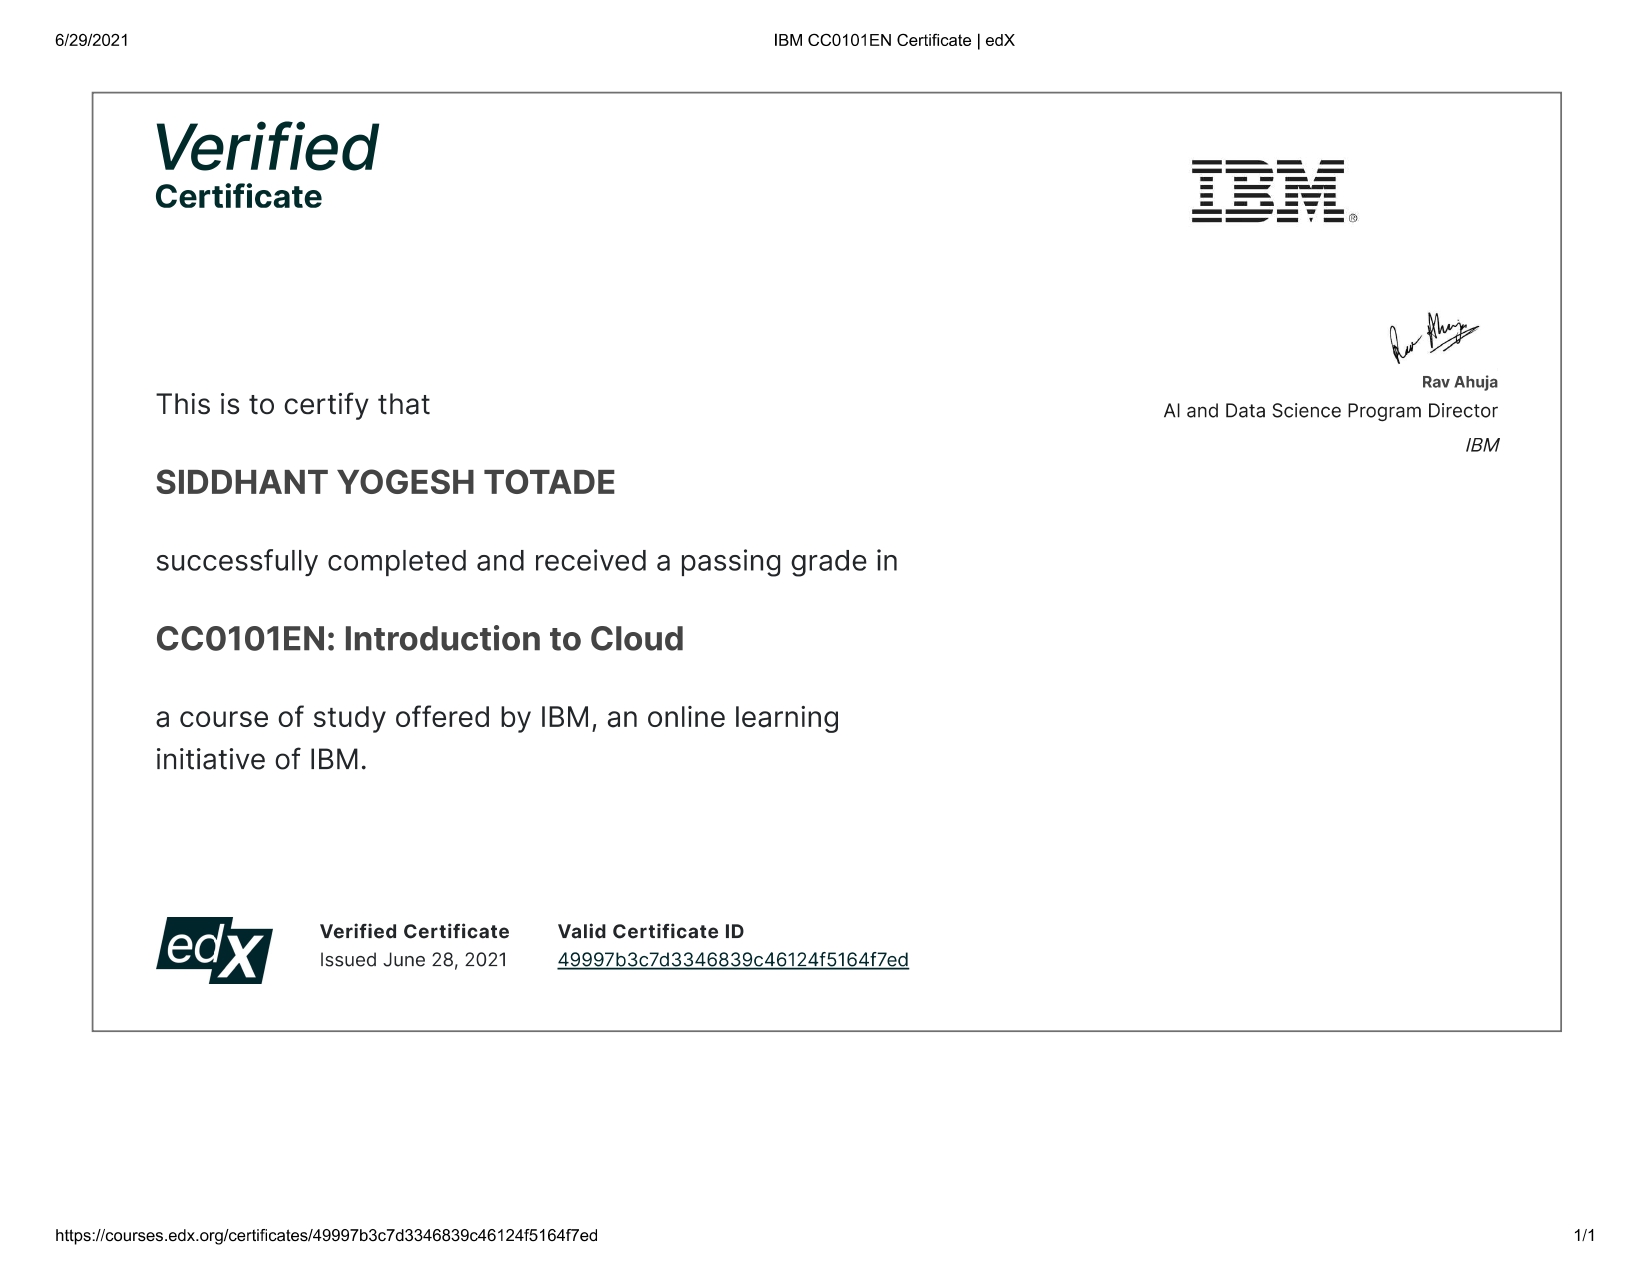 6/29/2021
IBM CC0101EN Certificate | edX
Verified
Certificate
IBM®
Rav Ahuja
Rav Ahuja
AI and Data Science Program Director
IBM
This is to certify that
SIDDHANT YOGESH TOTADE
successfully completed and received a passing grade in
CC0101EN: Introduction to Cloud
a course of study offered by IBM, an online learning
initiative of IBM.
edX
Verified Certificate
Issued June 28, 2021
Valid Certificate ID
49997b3c7d3346839c46124f5164f7ed
https://courses.edx.org/certificates/49997b3c7d3346839c46124f5164f7ed
1/1